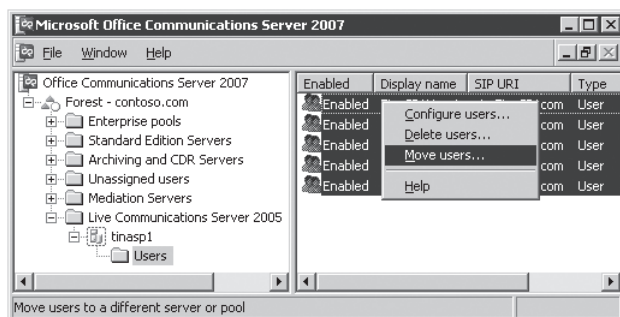 Microsoft Office Communications Server 2007
File Window Help
Office Communications Server 2007
Forest - contoso.com
Enterprise pools
Standard Edition Servers
Archiving and CDR Servers
Unassigned users
Mediation Servers
Live Communications Server 2005
tinasp1
Users
Enabled Display name SIP URI Type
Enabled com User
Enabled com User
Enabled com User
Enabled com User
Enabled com User
Configure users...
Delete users...
Move users...
Help
Move users to a different server or pool